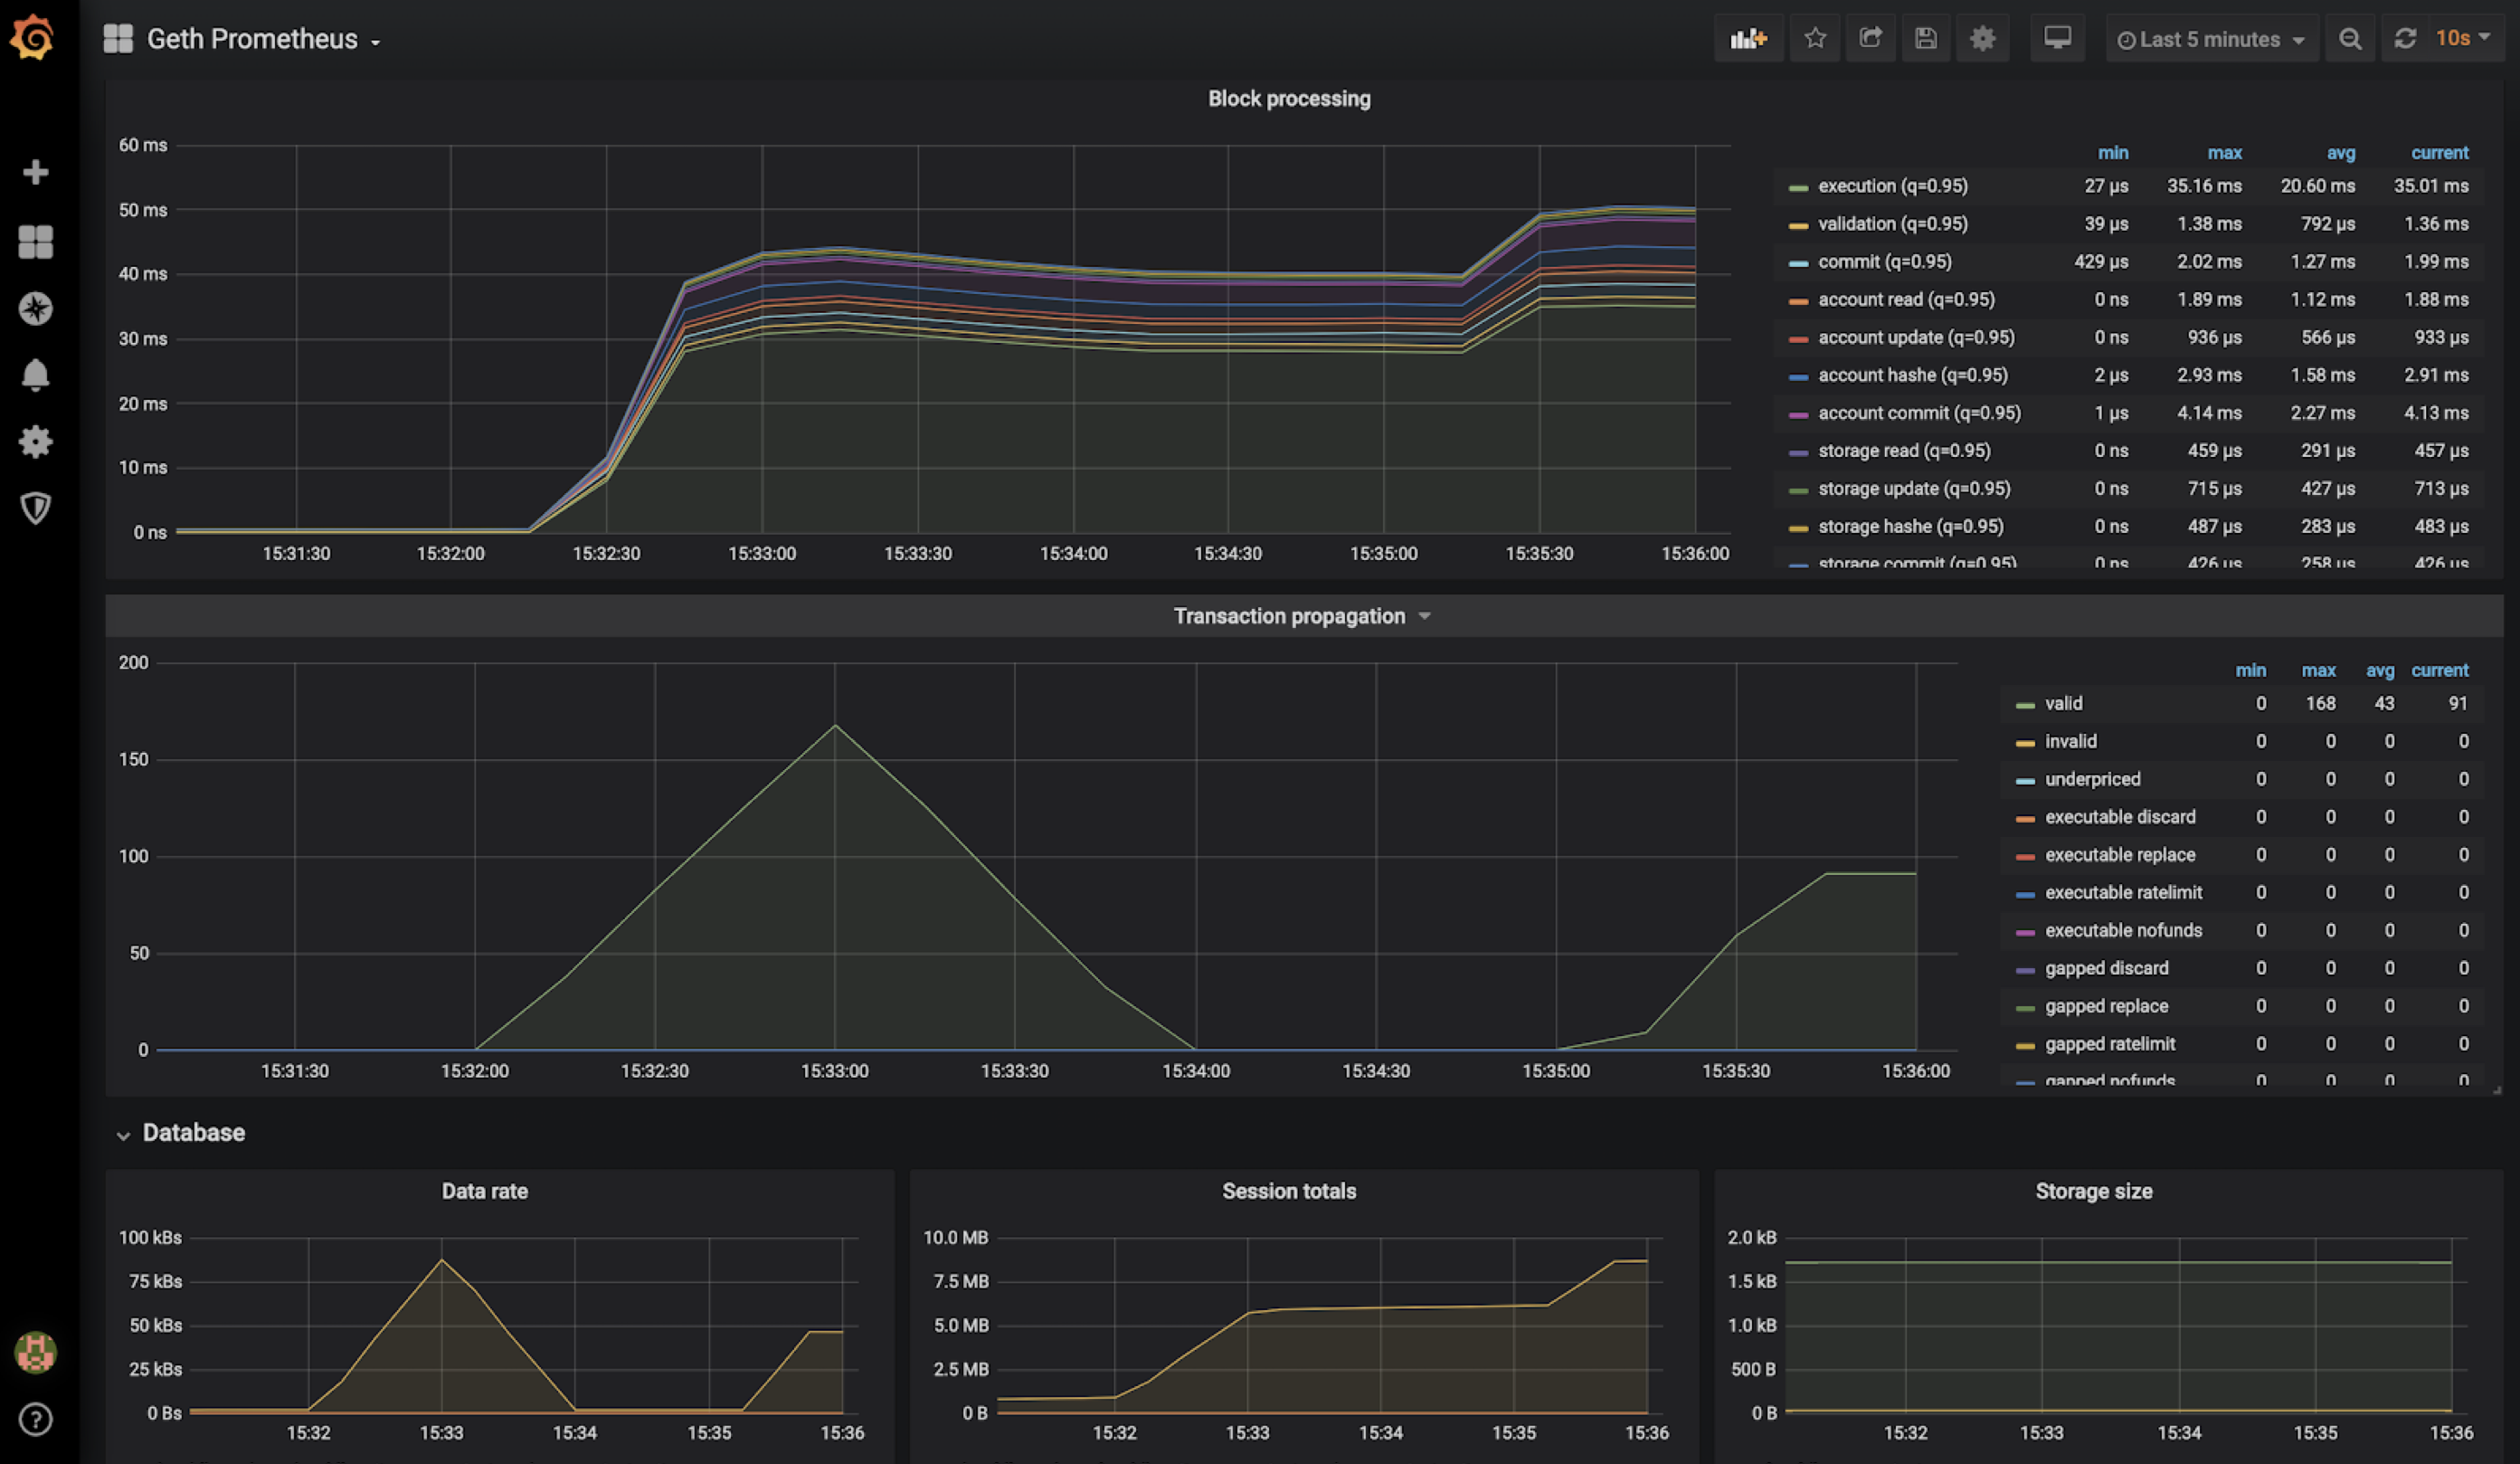 Geth Prometheus
Last 5 minutes
10s
Block processing
60 ms
50 ms
40 ms
30 ms
20 ms
10 ms
0 ns
15:31:30 15:32:00 15:32:30 15:33:00 15:33:30 15:34:00 15:34:30 15:35:00 15:35:30 15:36:00
min max avg current
execution (q=0.95) 27 µs 35.16 ms 20.60 ms 35.01 ms
validation (q=0.95) 39 µs 1.38 ms 792 µs 1.36 ms
commit (q=0.95) 429 µs 2.02 ms 1.27 ms 1.99 ms
account read (q=0.95) 0 ns 1.89 ms 1.12 ms 1.88 ms
account update (q=0.95) 0 ns 936 µs 566 µs 933 µs
account hashe (q=0.95) 2 µs 2.93 ms 1.58 ms 2.91 ms
account commit (q=0.95) 1 µs 4.14 ms 2.27 ms 4.13 ms
storage read (q=0.95) 0 ns 459 µs 291 µs 457 µs
storage update (q=0.95) 0 ns 715 µs 427 µs 713 µs
storage hashe (q=0.95) 0 ns 487 µs 283 µs 483 µs
storage commit (q=0.95) 0 ns 426 µs 258 µs 426 µs
Transaction propagation
200
150
100
50
0
15:31:30 15:32:00 15:32:30 15:33:00 15:33:30 15:34:00 15:34:30 15:35:00 15:35:30 15:36:00
min max avg current
valid 0 168 43 91
invalid 0 0 0 0
underpriced 0 0 0 0
executable discard 0 0 0 0
executable replace 0 0 0 0
executable ratelimit 0 0 0 0
executable nofunds 0 0 0 0
gapped discard 0 0 0 0
gapped replace 0 0 0 0
gapped ratelimit 0 0 0 0
gapped nofunds 0 0 0 0
Database
Data rate
100 kBs
75 kBs
50 kBs
25 kBs
0 Bs
15:32 15:33 15:34 15:35 15:36
Session totals
10.0 MB
7.5 MB
5.0 MB
2.5 MB
0 B
15:32 15:33 15:34 15:35 15:36
Storage size
2.0 kB
1.5 kB
1.0 kB
500 B
0 B
15:32 15:33 15:34 15:35 15:36